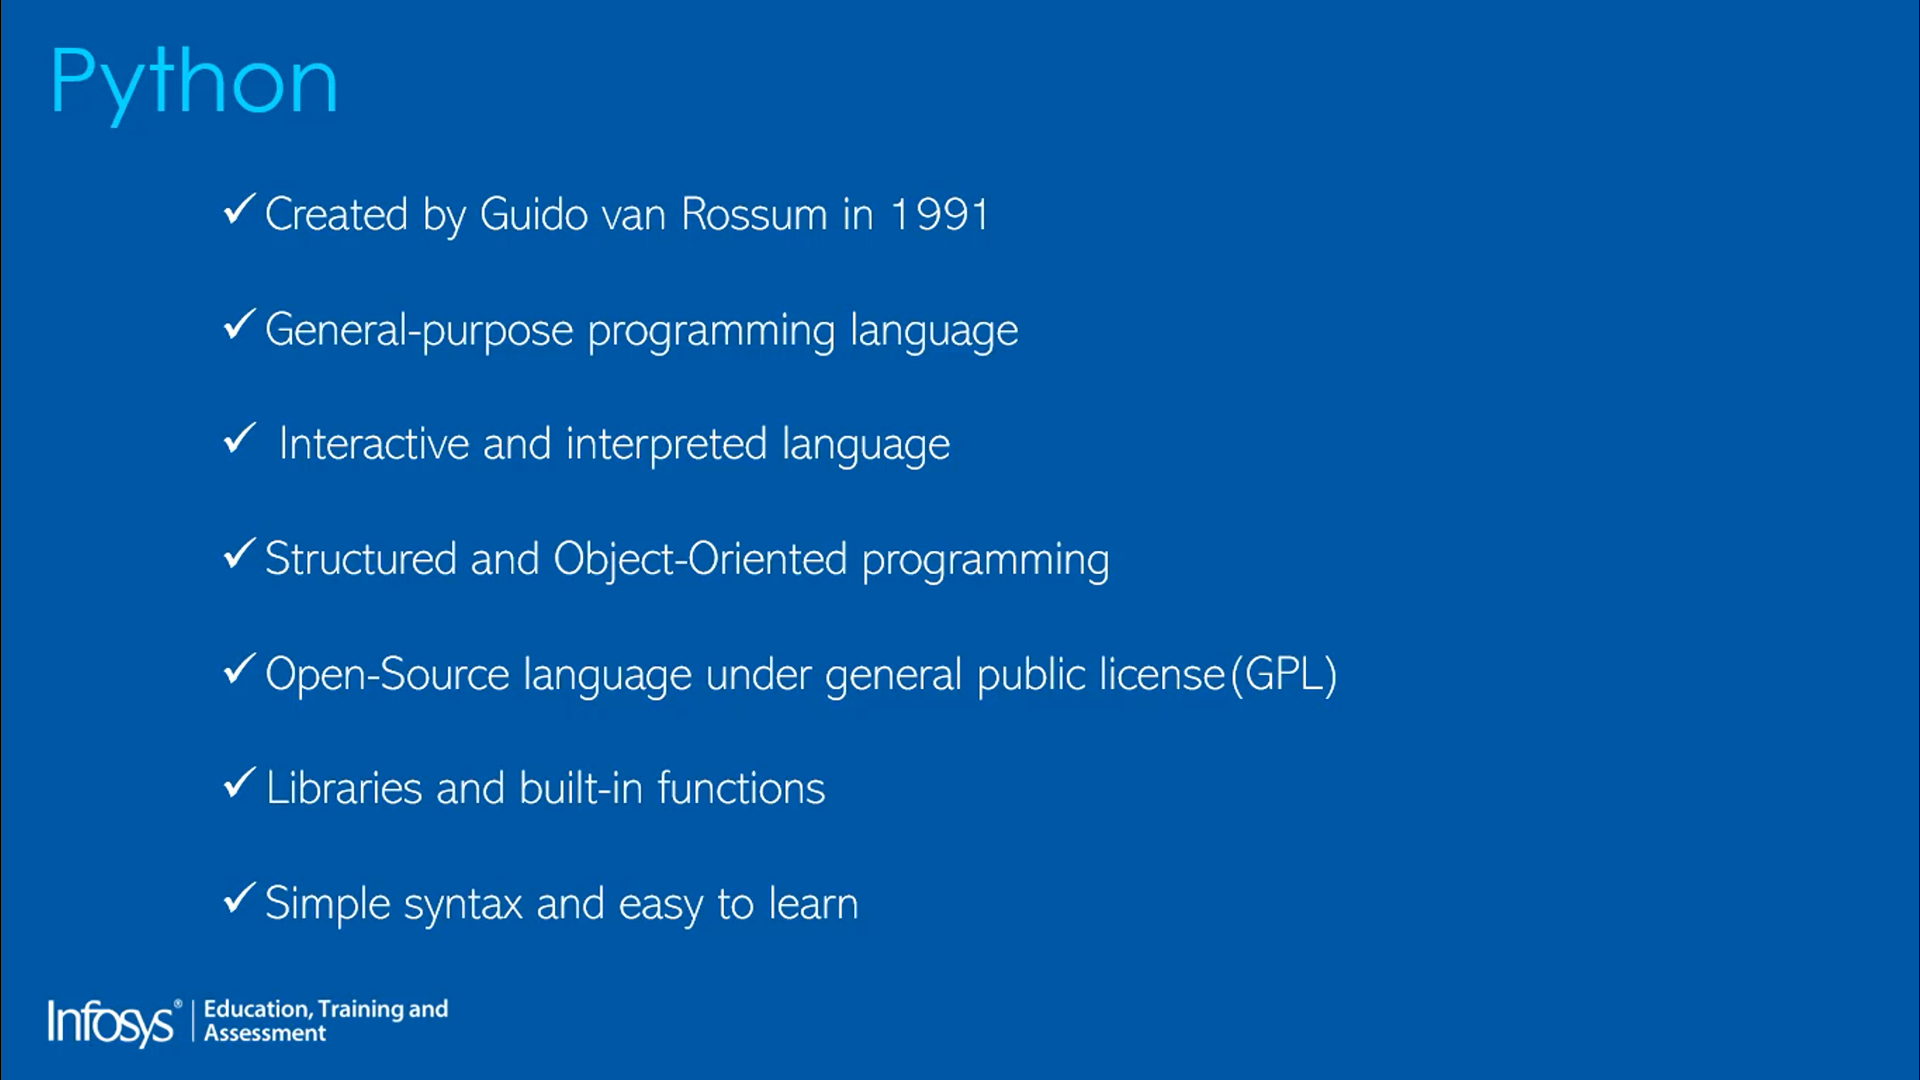 Python
✓ Created by Guido van Rossum in 1991
✓ General-purpose programming language
✓ Interactive and interpreted language
✓ Structured and Object-Oriented programming
✓ Open-Source language under general public license(GPL)
✓ Libraries and built-in functions
✓ Simple syntax and easy to learn
Infosys® | Education, Training and
Assessment